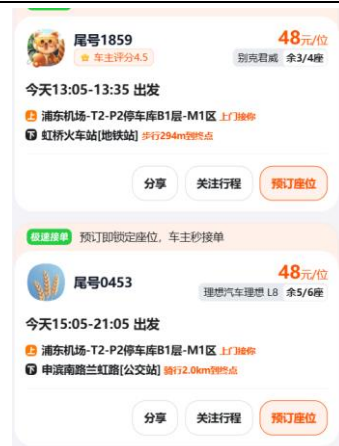 尾号1859
48元/位
车主评分4.5
别克君威 余3/4座
今天13:05-13:35 出发
上 浦东机场-T2-P2停车库B1层-M1区 上门接你
下 虹桥火车站[地铁站] 步行294m到终点
分享 关注行程 预订座位
极速接单 预订即锁定座位，车主秒接单
尾号0453
48元/位
理想汽车理想 L8 余5/6座
今天15:05-21:05 出发
上 浦东机场-T2-P2停车库B1层-M1区 上门接你
下 申滨南路兰虹路[公交站] 骑行2.0km到终点
分享 关注行程 预订座位